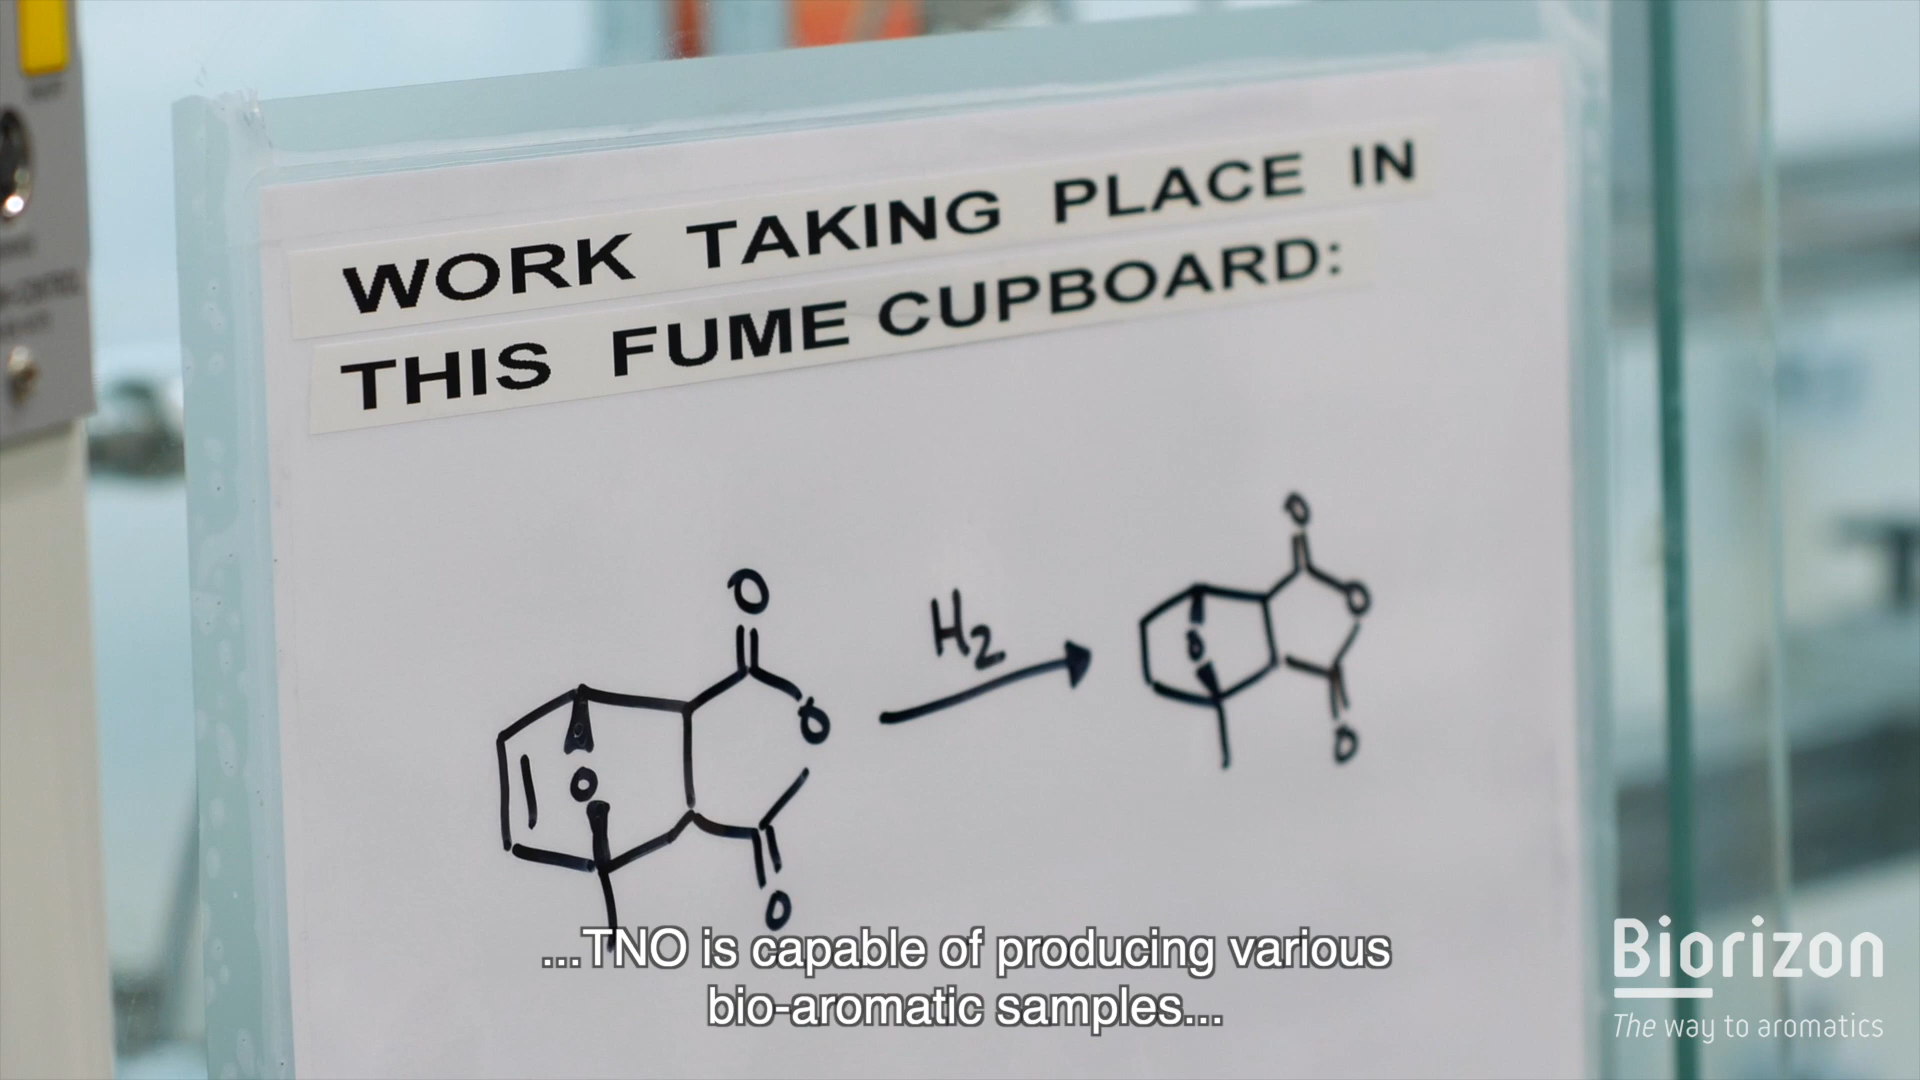 WORK TAKING PLACE IN
THIS FUME CUPBOARD:
O
O
O
O
H2
O
O
O
O
...TNO is capable of producing various
bio-aromatic samples...
Biorizon
The way to aromatics